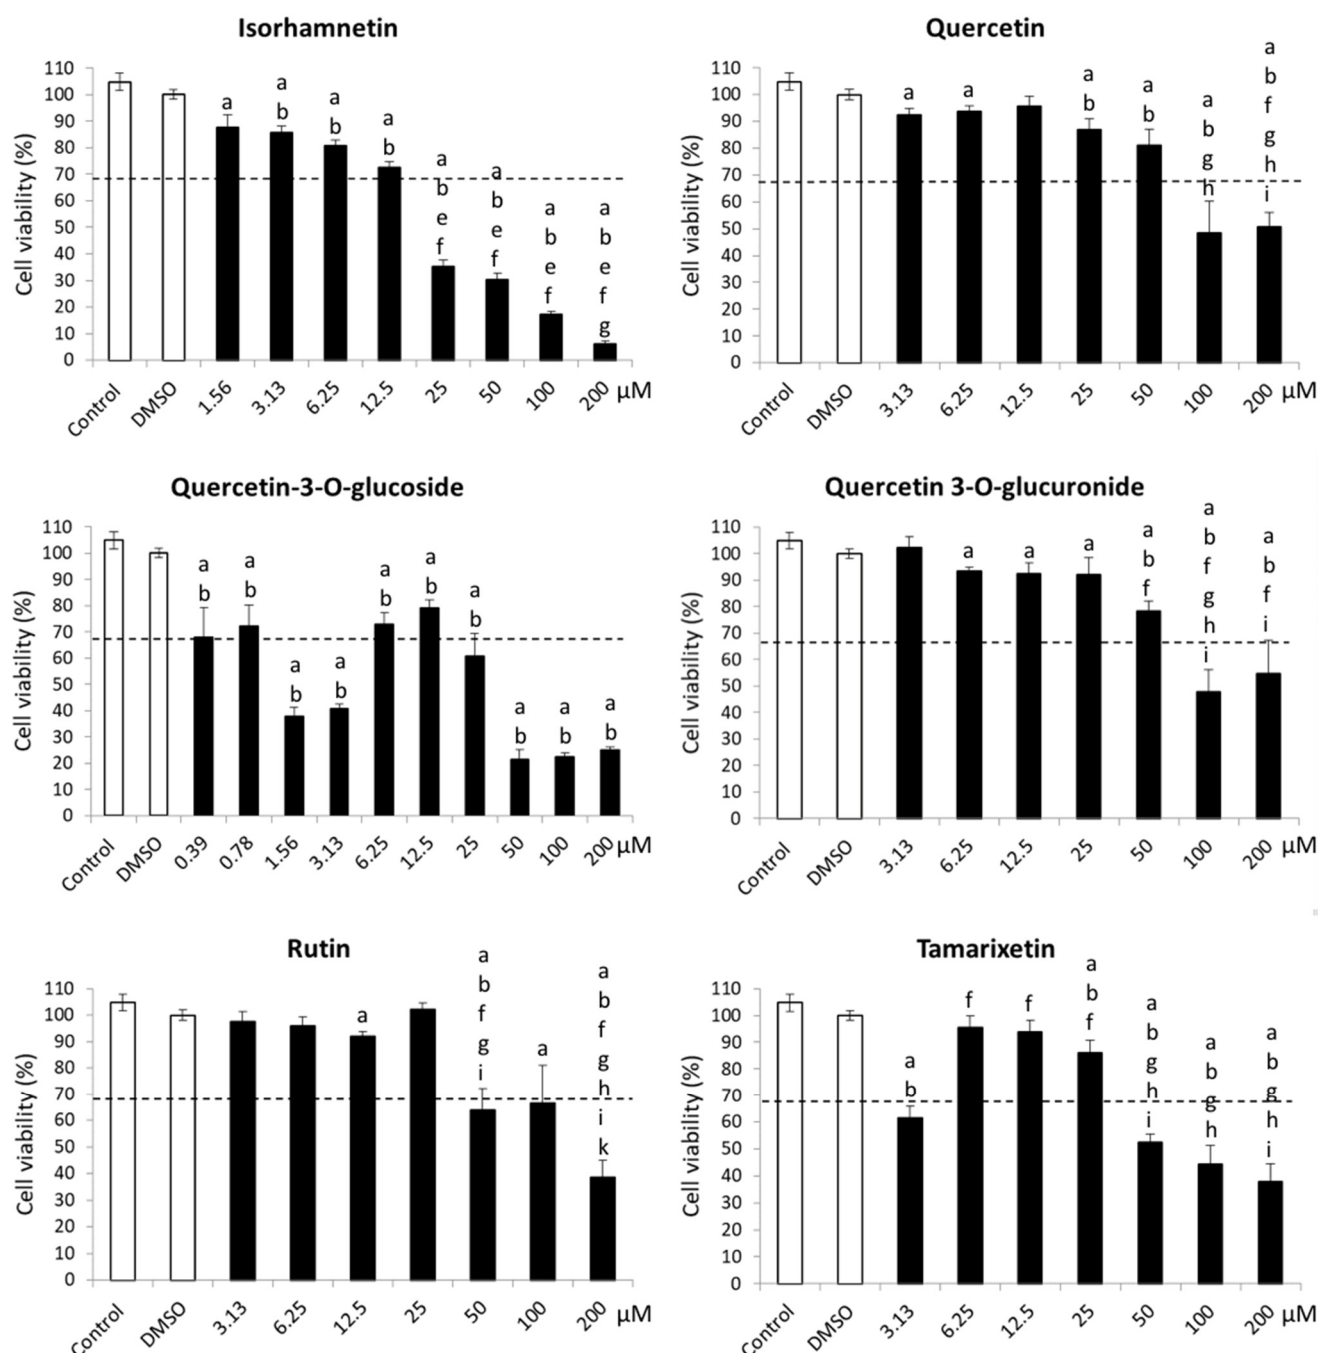 Isorhamnetin
Cell viability (%)
110
100
90
80
70
60
50
40
30
20
10
0
a
a
b
a
b
a
b
a
b
e
f
a
b
e
f
a
b
e
f
a
b
e
f
g
Control DMSO 1.56 3.13 6.25 12.5 25 50 100 200 μM
Quercetin
Cell viability (%)
110
100
90
80
70
60
50
40
30
20
10
0
a
a
a
b
a
b
a
b
g
h
a
b
f
g
h
i
Control DMSO 3.13 6.25 12.5 25 50 100 200 μM
Quercetin-3-O-glucoside
Cell viability (%)
110
100
90
80
70
60
50
40
30
20
10
0
a
b
a
b
a
b
a
b
a
b
a
b
a
b
a
b
a
b
a
b
Control DMSO 0.39 0.78 1.56 3.13 6.25 12.5 25 50 100 200 μM
Quercetin 3-O-glucuronide
Cell viability (%)
110
100
90
80
70
60
50
40
30
20
10
0
a
a
a
a
b
f
a
b
f
g
h
i
a
b
f
i
Control DMSO 3.13 6.25 12.5 25 50 100 200 μM
Rutin
Cell viability (%)
110
100
90
80
70
60
50
40
30
20
10
0
a
a
b
f
g
i
a
a
b
f
g
h
i
k
Control DMSO 3.13 6.25 12.5 25 50 100 200 μM
Tamarixetin
Cell viability (%)
110
100
90
80
70
60
50
40
30
20
10
0
a
b
f
f
a
b
f
a
b
g
h
i
a
b
g
h
a
b
g
h
i
Control DMSO 3.13 6.25 12.5 25 50 100 200 μM